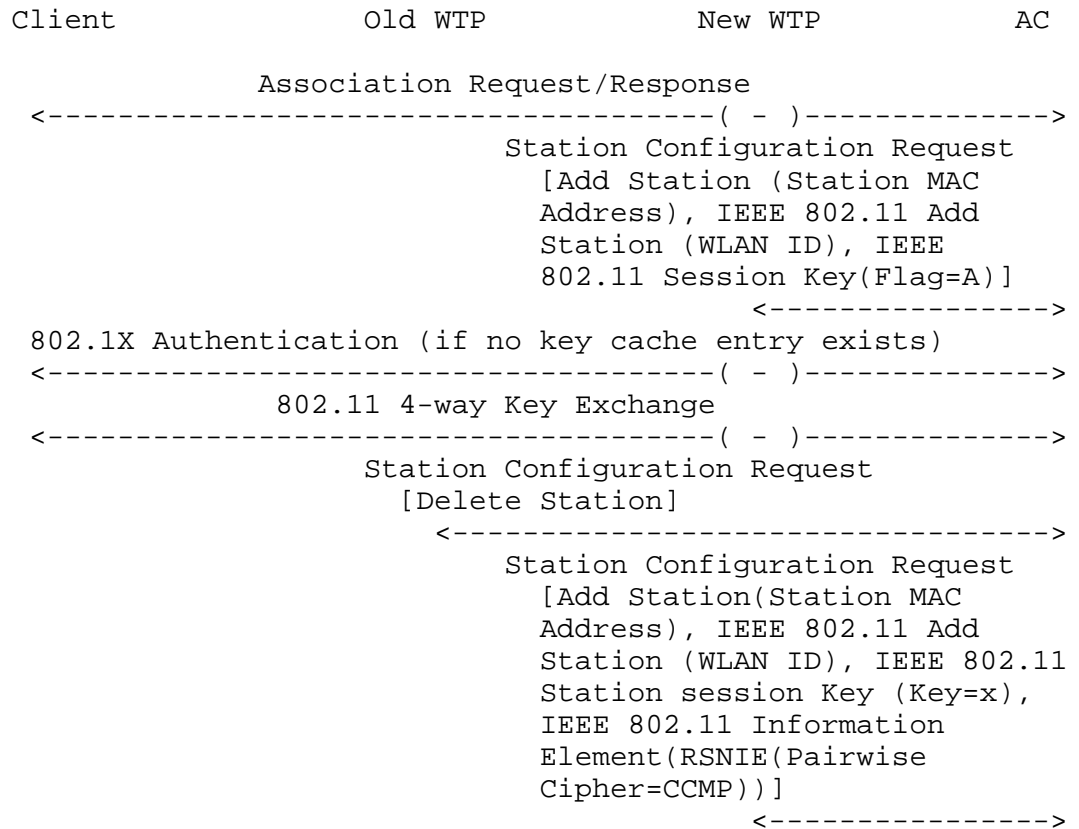 Client              Old WTP            New WTP           AC
              Association Request/Response
 <--------------------------------------( - )-------------->
                            Station Configuration Request
                              [Add Station (Station MAC
                              Address), IEEE 802.11 Add
                              Station (WLAN ID), IEEE
                              802.11 Session Key(Flag=A)]
                                          <---------------->
 802.1X Authentication (if no key cache entry exists)
 <--------------------------------------( - )-------------->
               802.11 4-way Key Exchange
 <--------------------------------------( - )-------------->
                    Station Configuration Request
                      [Delete Station]
                        <---------------------------------->
                            Station Configuration Request
                              [Add Station(Station MAC
                              Address), IEEE 802.11 Add
                              Station (WLAN ID), IEEE 802.11
                              Station session Key (Key=x),
                              IEEE 802.11 Information
                              Element(RSNIE(Pairwise
                              Cipher=CCMP))]
                                          <---------------->